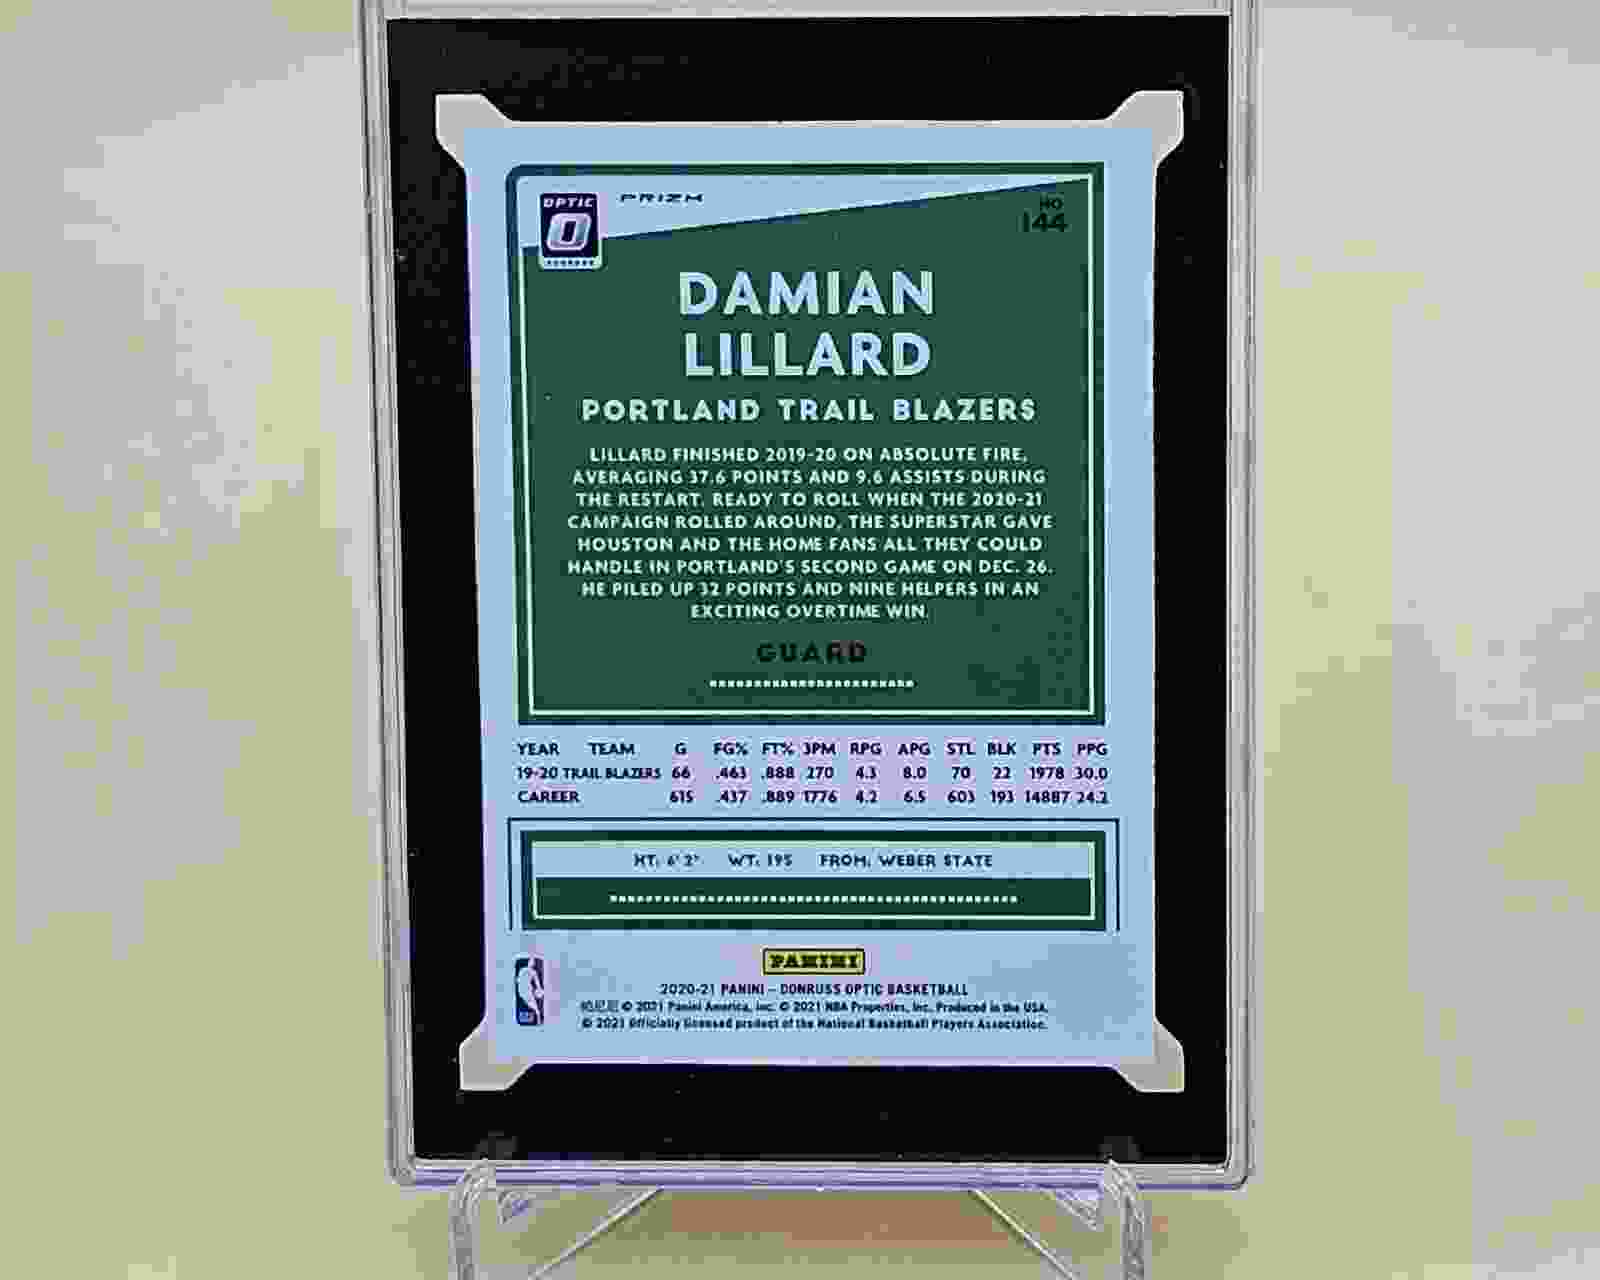 OPTIC
PRIZM
NO
144
DAMIAN
LILLARD
PORTLAND TRAIL BLAZERS
LILLARD FINISHED 2019-20 ON ABSOLUTE FIRE,
AVERAGING 37.6 POINTS AND 9.6 ASSISTS DURING
THE RESTART. READY TO ROLL WHEN THE 2020-21
CAMPAIGN ROLLED AROUND, THE SUPERSTAR GAVE
HOUSTON AND THE HOME FANS ALL THEY COULD
HANDLE IN PORTLAND'S SECOND GAME ON DEC. 26.
HE PILED UP 32 POINTS AND NINE HELPERS IN AN
EXCITING OVERTIME WIN.
GUARD
YEAR TEAM G FG% FT% 3PM RPG APG STL BLK PTS PPG
19-20 TRAIL BLAZERS 66 .463 .888 270 4.3 8.0 70 22 1978 30.0
CAREER 615 .437 .889 1776 4.2 6.5 603 193 14887 24.2
HT: 6' 2" WT: 195 FROM: WEBER STATE
PANINI
2020-21 PANINI – DONRUSS OPTIC BASKETBALL
© 2021 Panini America, Inc. © 2021 NBA Properties, Inc. Produced in the USA.
© 2021 Officially licensed product of the National Basketball Players Association.